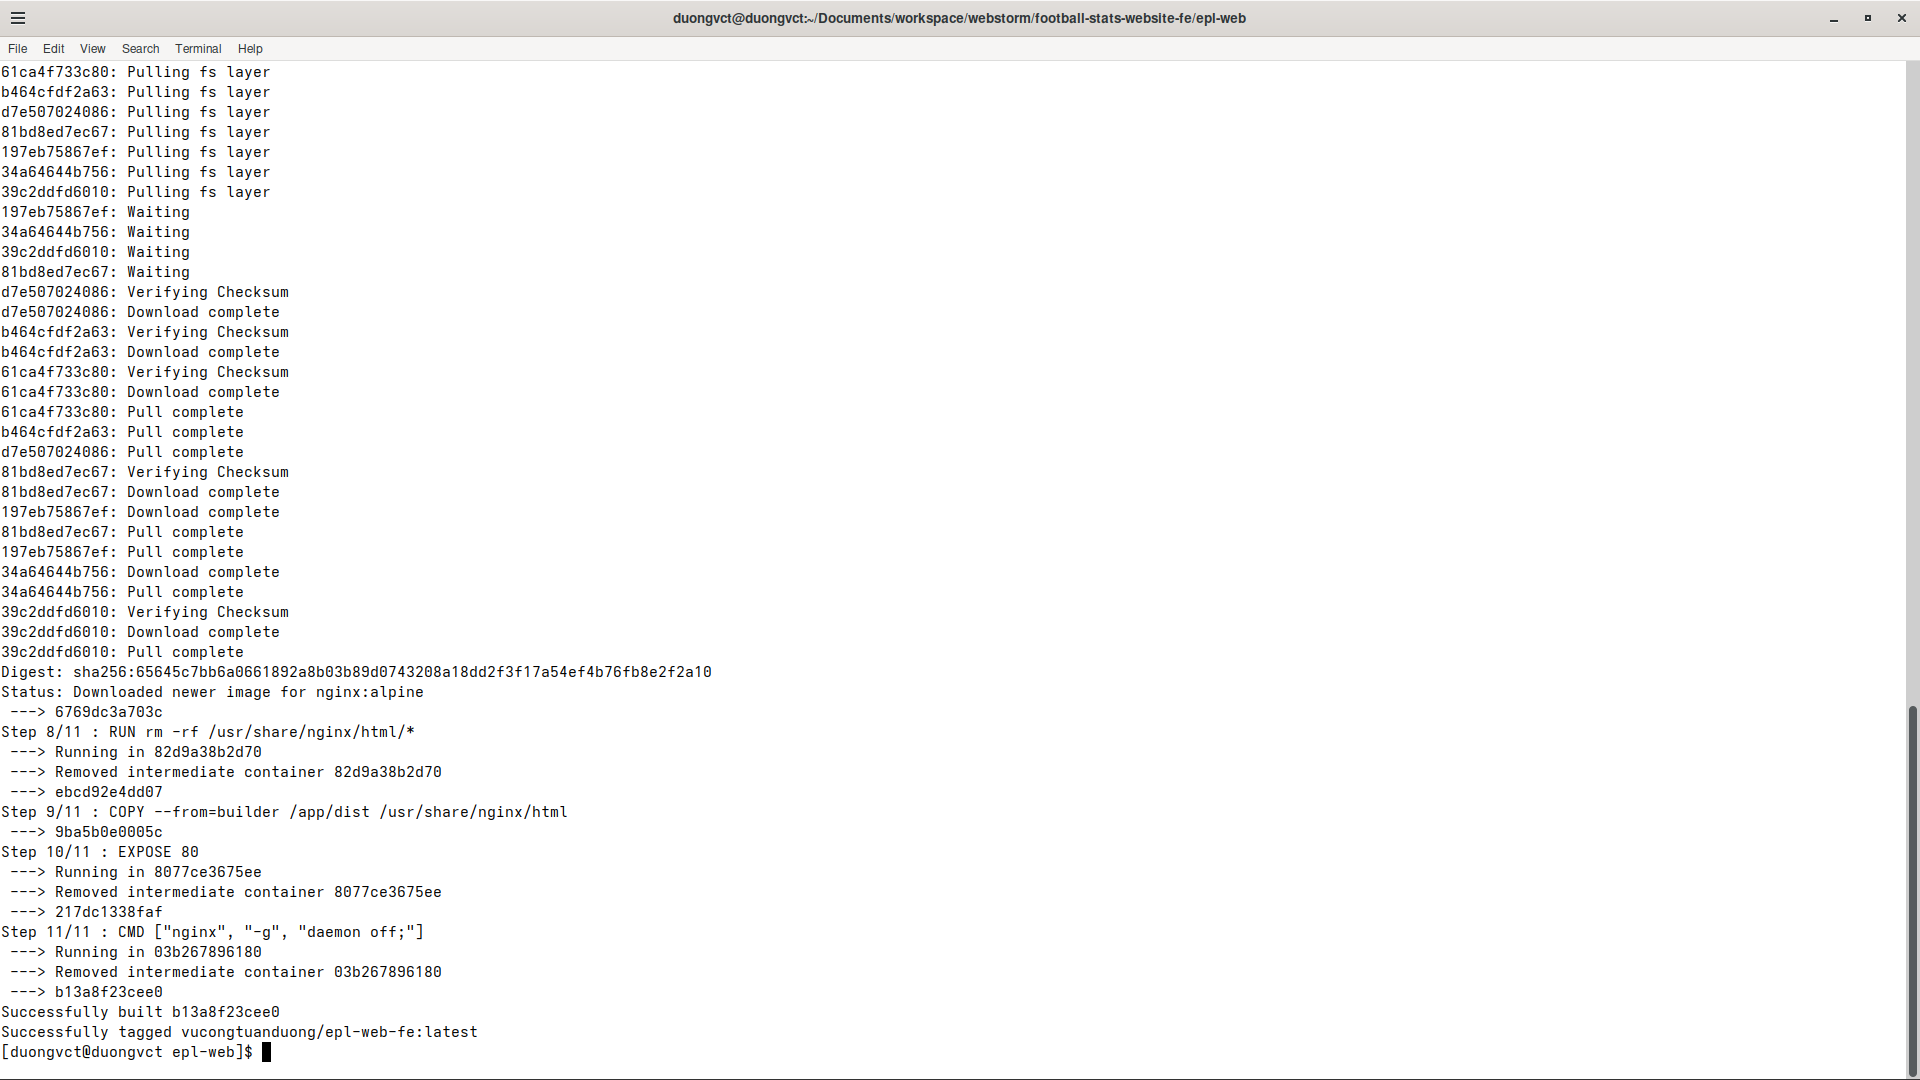 duongvct@duongvct:~/Documents/workspace/webstorm/football-stats-website-fe/epl-web
File Edit View Search Terminal Help
61ca4f733c80: Pulling fs layer
b464cfdf2a63: Pulling fs layer
d7e507024086: Pulling fs layer
81bd8ed7ec67: Pulling fs layer
197eb75867ef: Pulling fs layer
34a64644b756: Pulling fs layer
39c2ddfd6010: Pulling fs layer
197eb75867ef: Waiting
34a64644b756: Waiting
39c2ddfd6010: Waiting
81bd8ed7ec67: Waiting
d7e507024086: Verifying Checksum
d7e507024086: Download complete
b464cfdf2a63: Verifying Checksum
b464cfdf2a63: Download complete
61ca4f733c80: Verifying Checksum
61ca4f733c80: Download complete
61ca4f733c80: Pull complete
b464cfdf2a63: Pull complete
d7e507024086: Pull complete
81bd8ed7ec67: Verifying Checksum
81bd8ed7ec67: Download complete
197eb75867ef: Download complete
81bd8ed7ec67: Pull complete
197eb75867ef: Pull complete
34a64644b756: Download complete
34a64644b756: Pull complete
39c2ddfd6010: Verifying Checksum
39c2ddfd6010: Download complete
39c2ddfd6010: Pull complete
Digest: sha256:65645c7bb6a0661892a8b03b89d0743208a18dd2f3f17a54ef4b76fb8e2f2a10
Status: Downloaded newer image for nginx:alpine
 ---> 6769dc3a703c
Step 8/11 : RUN rm -rf /usr/share/nginx/html/*
 ---> Running in 82d9a38b2d70
 ---> Removed intermediate container 82d9a38b2d70
 ---> ebcd92e4dd07
Step 9/11 : COPY --from=builder /app/dist /usr/share/nginx/html
 ---> 9ba5b0e0005c
Step 10/11 : EXPOSE 80
 ---> Running in 8077ce3675ee
 ---> Removed intermediate container 8077ce3675ee
 ---> 217dc1338faf
Step 11/11 : CMD ["nginx", "-g", "daemon off;"]
 ---> Running in 03b267896180
 ---> Removed intermediate container 03b267896180
 ---> b13a8f23cee0
Successfully built b13a8f23cee0
Successfully tagged vucongtuanduong/epl-web-fe:latest
[duongvct@duongvct epl-web]$